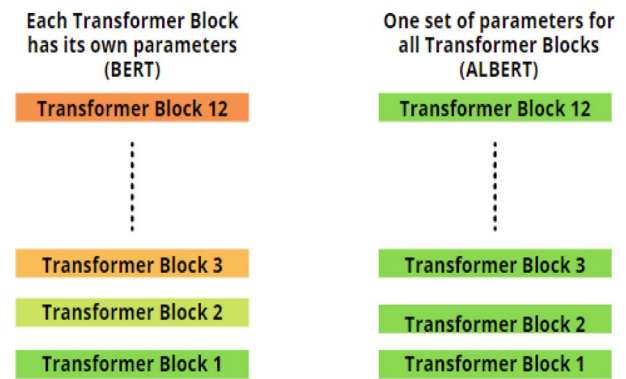 Each Transformer Block
has its own parameters
(BERT)
Transformer Block 12
Transformer Block 3
Transformer Block 2
Transformer Block 1
One set of parameters for
all Transformer Blocks
(ALBERT)
Transformer Block 12
Transformer Block 3
Transformer Block 2
Transformer Block 1